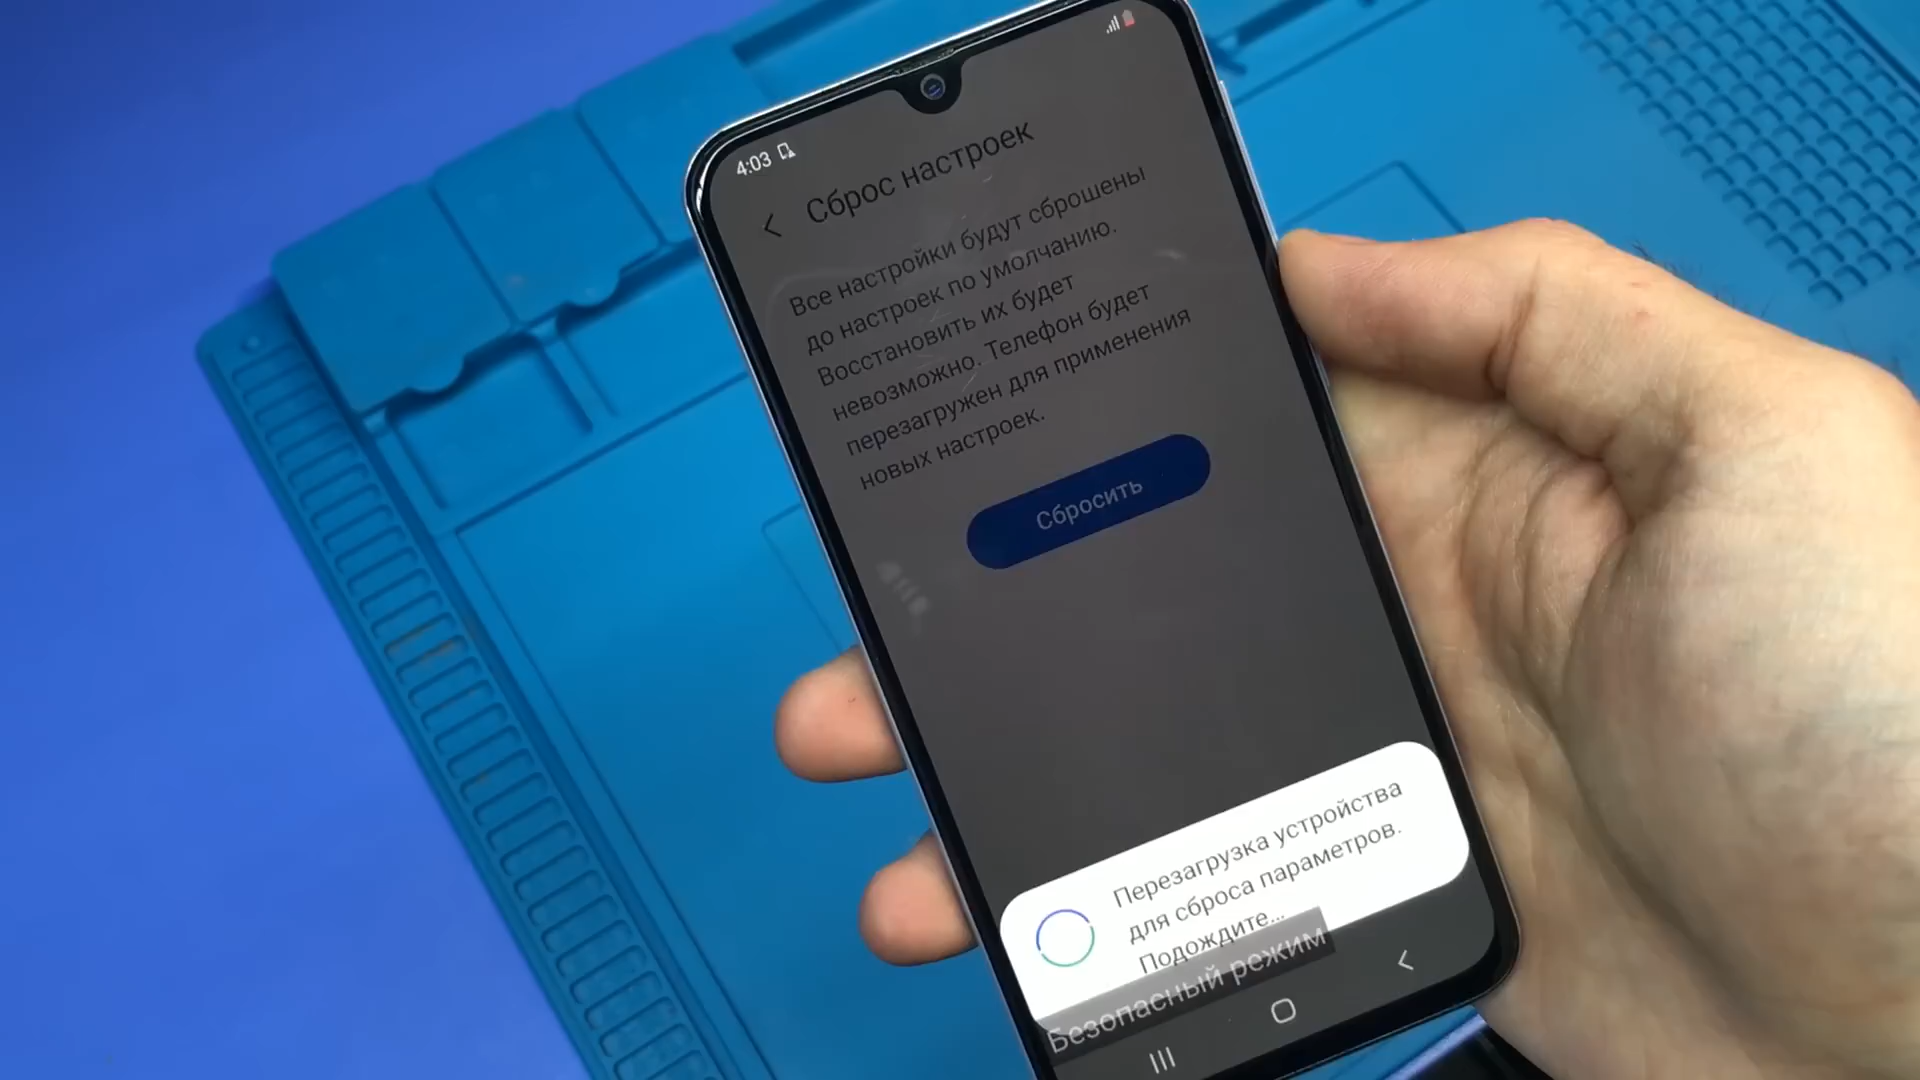 4:03
Сброс настроек
Все настройки будут сброшены
до настроек по умолчанию.
Восстановить их будет
невозможно. Телефон будет
перезагружен для применения
новых настроек.
Сбросить
Перезагрузка устройства
для сброса параметров.
Подождите...
Безопасный режим